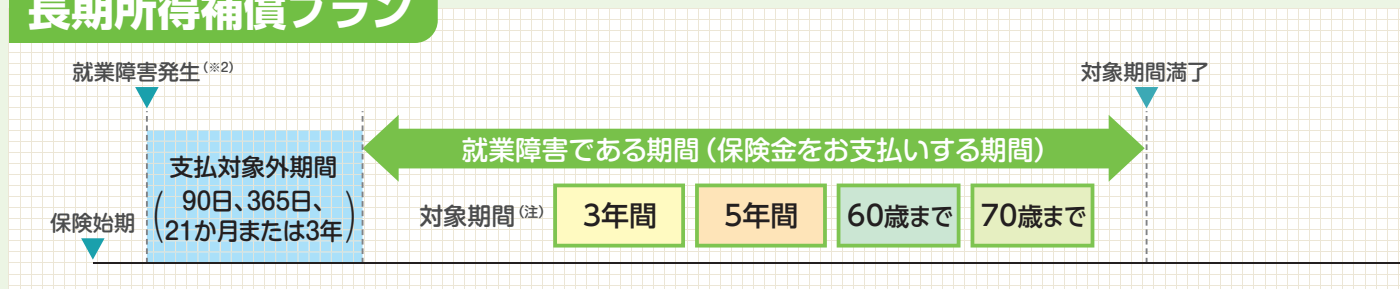 長期所得補償プラン
就業障害発生(※2)
対象期間満了
就業障害である期間(保険金をお支払いする期間)
支払対象外期間
(90日、365日、
21か月または3年)
対象期間(注)
3年間
5年間
60歳まで
70歳まで
保険始期